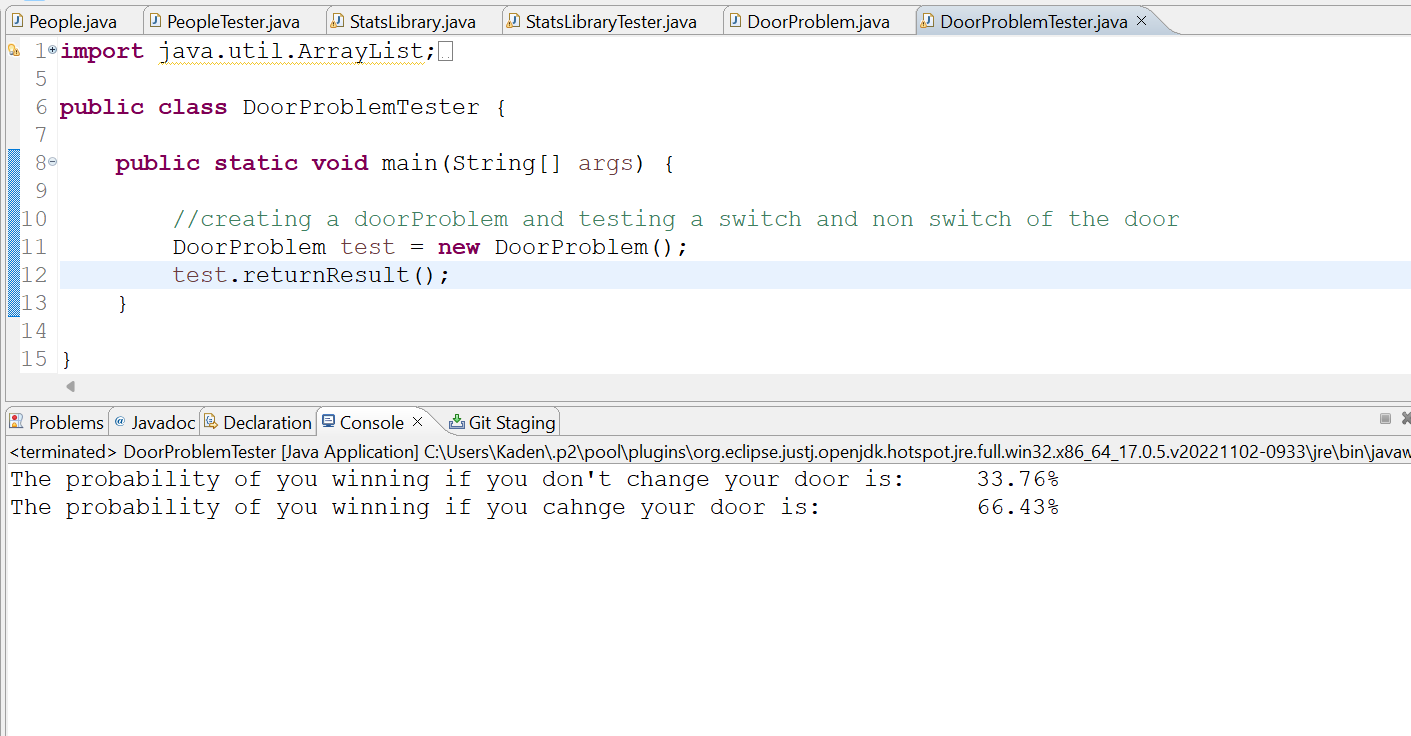 People.java PeopleTester.java StatsLibrary.java StatsLibraryTester.java DoorProblem.java DoorProblemTester.java
1 import java.util.ArrayList;
5
6 public class DoorProblemTester {
7
8 public static void main(String[] args) {
9
10 //creating a doorProblem and testing a switch and non switch of the door
11 DoorProblem test = new DoorProblem();
12 test.returnResult();
13 }
14
15 }
Problems @ Javadoc Declaration Console Git Staging
<terminated> DoorProblemTester [Java Application] C:\Users\Kaden\.p2\pool\plugins\org.eclipse.justj.openjdk.hotspot.jre.full.win32.x86_64_17.0.5.v20221102-0933\jre\bin\javaw
The probability of you winning if you don't change your door is: 33.76%
The probability of you winning if you cahnge your door is: 66.43%